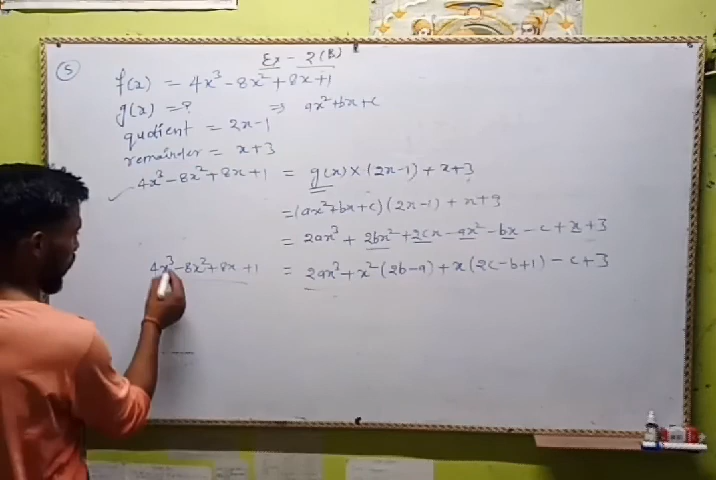 Ex - 2(B)
5 f(x) = 4x³ - 8x² + 8x + 1
g(x) = ? ⇒ ax² + bx + c
quotient = 2x - 1
remainder = x + 3
4x³ - 8x² + 8x + 1 = g(x) × (2x - 1) + x + 3
= (ax² + bx + c) (2x - 1) + x + 3
= 2ax³ + 2bx² + 2cx - ax² - bx - c + x + 3
4x³ - 8x² + 8x + 1 = 2ax³ + x² (2b - a) + x (2c - b + 1) - c + 3